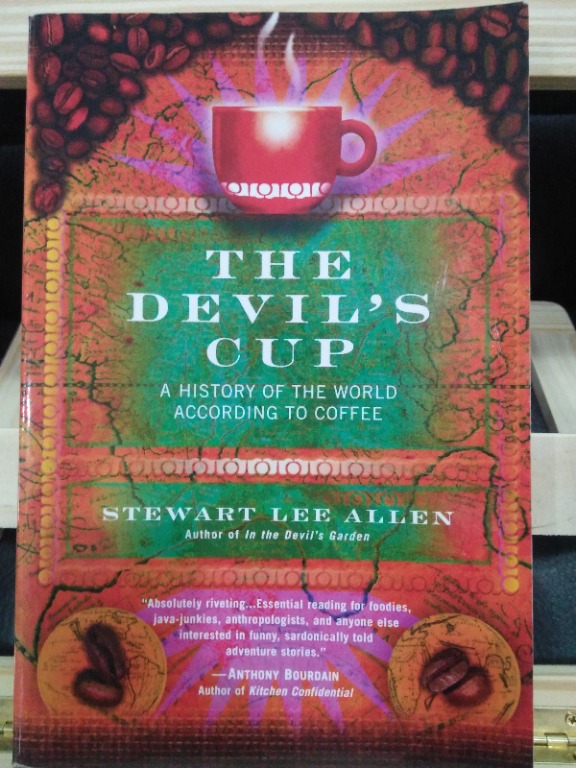 THE
DEVIL'S
CUP
A HISTORY OF THE WORLD
ACCORDING TO COFFEE
STEWART LEE ALLEN
Author of In the Devil's Garden
"Absolutely riveting...Essential reading for foodies,
java-junkies, anthropologists, and anyone else
interested in funny, sardonically told
adventure stories."
—ANTHONY BOURDAIN
Author of Kitchen Confidential